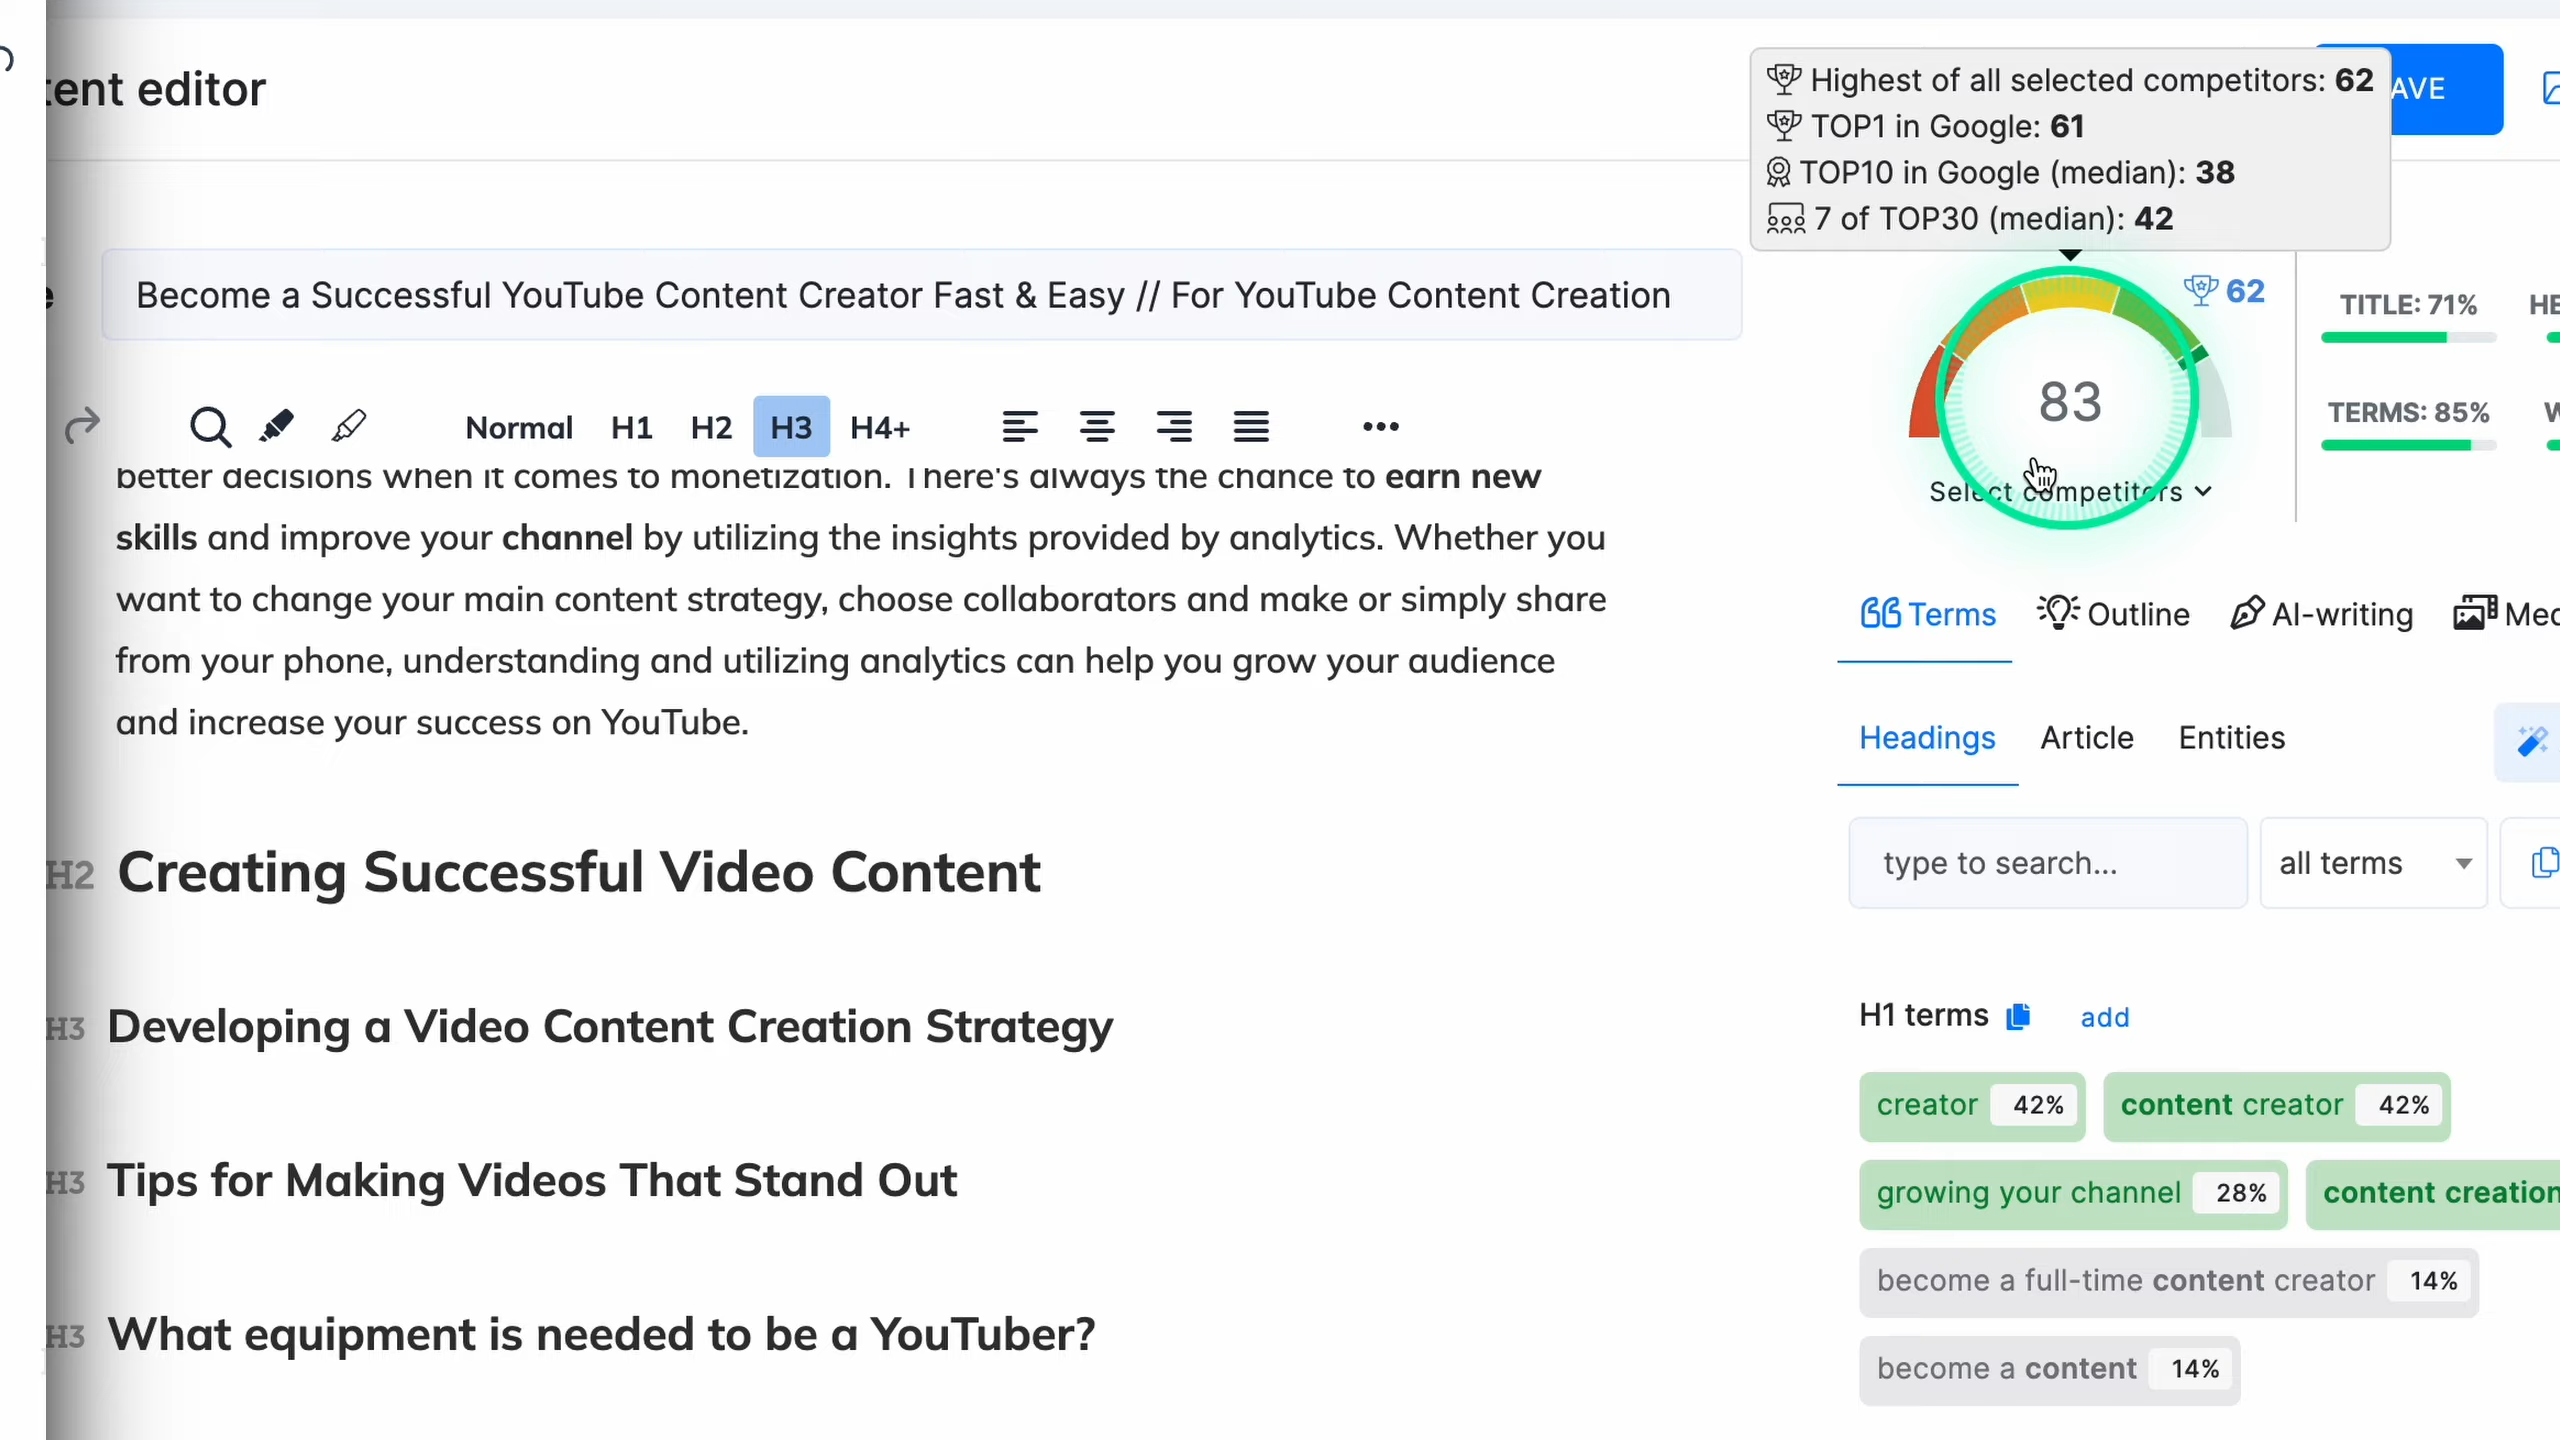 tent editor
AVE
Highest of all selected competitors: 62
TOP1 in Google: 61
TOP10 in Google (median): 38
7 of TOP30 (median): 42
Become a Successful YouTube Content Creator Fast & Easy // For YouTube Content Creation
62
83
Select competitors
TITLE: 71%
HE
TERMS: 85%
W
Normal H1 H2 H3 H4+
better decisions when it comes to monetization. There's always the chance to earn new
skills and improve your channel by utilizing the insights provided by analytics. Whether you
want to change your main content strategy, choose collaborators and make or simply share
from your phone, understanding and utilizing analytics can help you grow your audience
and increase your success on YouTube.
H2 Creating Successful Video Content
H3 Developing a Video Content Creation Strategy
H3 Tips for Making Videos That Stand Out
H3 What equipment is needed to be a YouTuber?
Terms Outline AI-writing Med
Headings Article Entities
type to search... all terms
H1 terms add
creator 42% content creator 42%
growing your channel 28% content creation
become a full-time content creator 14%
become a content 14%